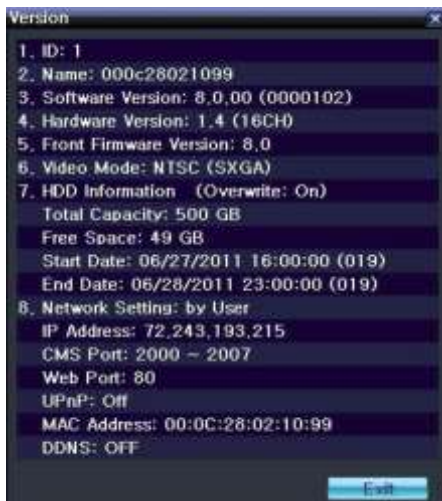 Version
1. ID: 1
2. Name: 000c28021099
3. Software Version: 8.0.00 (0000102)
4. Hardware Version: 1.4 (16CH)
5. Front Firmware Version: 8.0
6. Video Mode: NTSC (SXGA)
7. HDD Information (Overwrite: On)
Total Capacity: 500 GB
Free Space: 49 GB
Start Date: 06/27/2011 16:00:00 (019)
End Date: 06/28/2011 23:00:00 (019)
8. Network Setting: by User
IP Address: 72.243.193.215
CMS Port: 2000 ~ 2007
Web Port: 80
UPnP: Off
MAC Address: 00:0C:28:02:10:99
DDNS: OFF
Exit